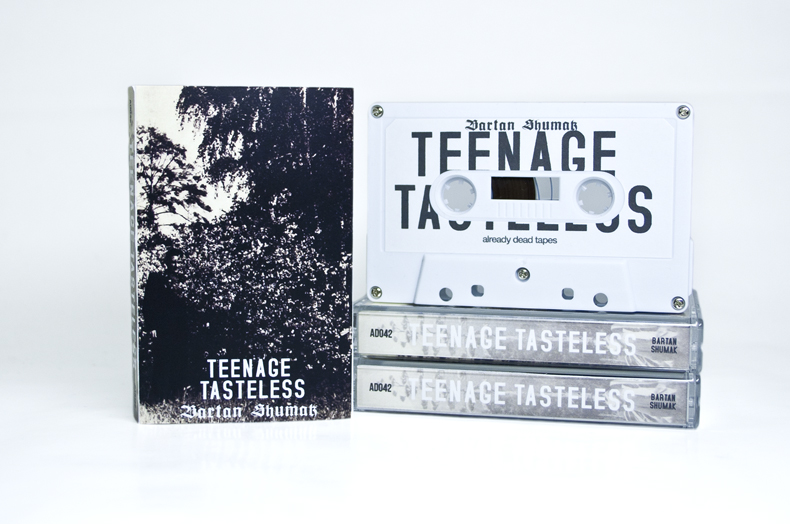 TEENAGE
TASTELESS
Bartan Shumak
Bartan Shumak
TEENAGE
TASTELESS
already dead tapes
AD042 TEENAGE TASTELESS BARTAN
SHUMAK
AD042 TEENAGE TASTELESS BARTAN
SHUMAK